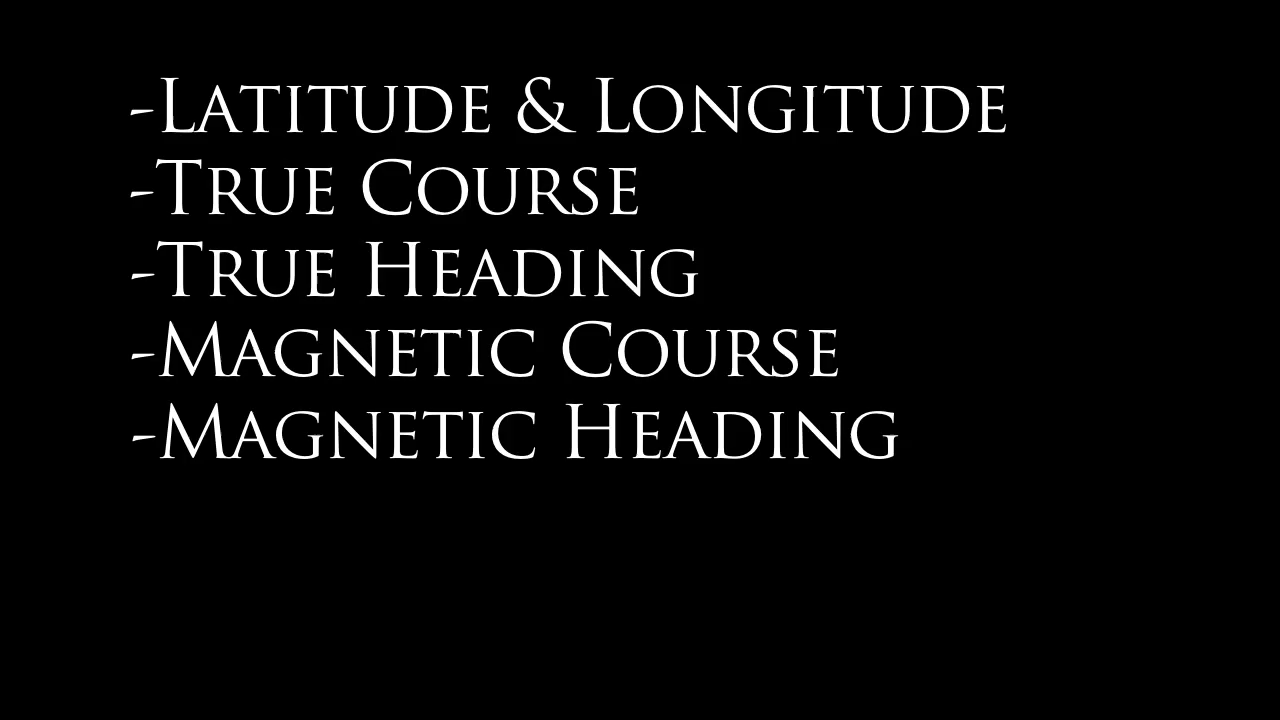 -Latitude & Longitude
-True Course
-True Heading
-Magnetic Course
-Magnetic Heading